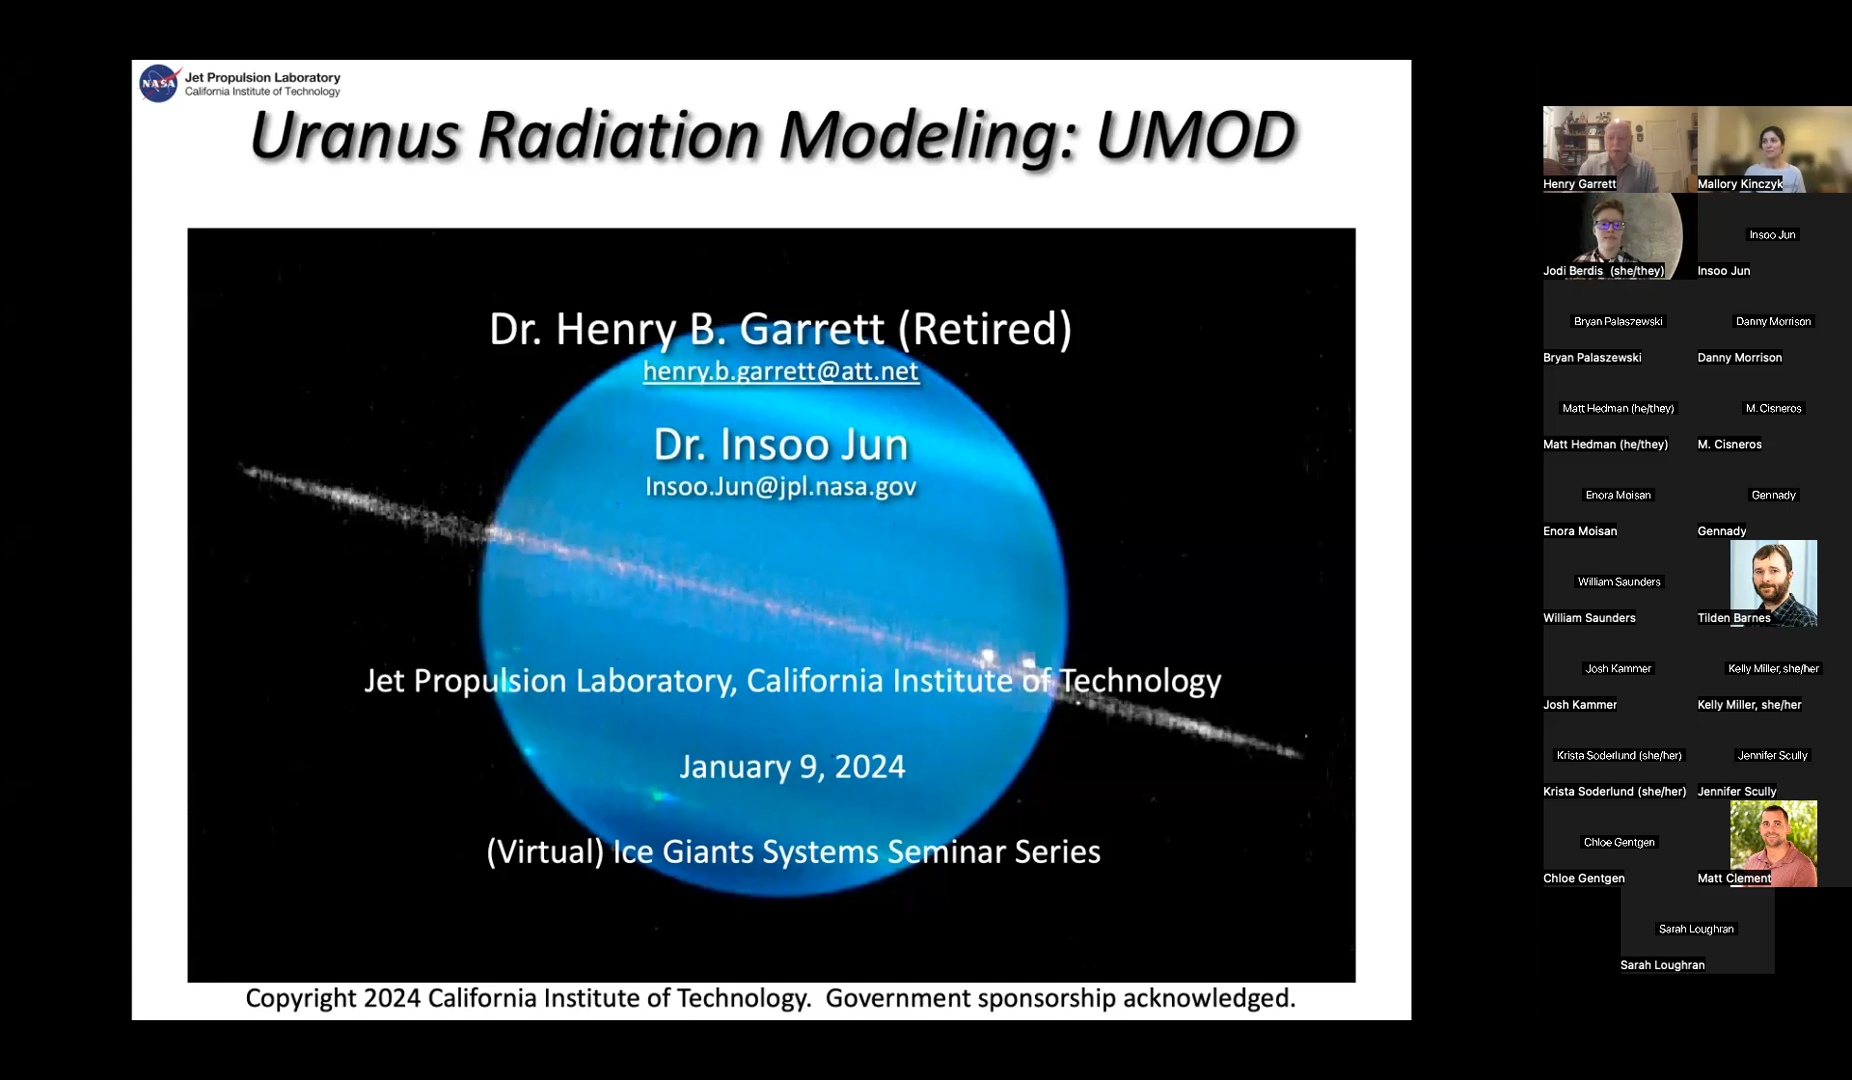 NASA
Jet Propulsion Laboratory
California Institute of Technology
Uranus Radiation Modeling: UMOD
Dr. Henry B. Garrett (Retired)
henry.b.garrett@att.net
Dr. Insoo Jun
Insoo.Jun@jpl.nasa.gov
Jet Propulsion Laboratory, California Institute of Technology
January 9, 2024
(Virtual) Ice Giants Systems Seminar Series
Copyright 2024 California Institute of Technology.  Government sponsorship acknowledged.
Henry Garrett
Mallory Kinczyk
Jodi Berdis (she/they)
Insoo Jun
Insoo Jun
Bryan Palaszewski
Bryan Palaszewski
Danny Morrison
Danny Morrison
Matt Hedman (he/they)
Matt Hedman (he/they)
M. Cisneros
M. Cisneros
Enora Moisan
Enora Moisan
Gennady
Gennady
William Saunders
William Saunders
Tilden Barnes
Josh Kammer
Josh Kammer
Kelly Miller, she/her
Kelly Miller, she/her
Krista Soderlund (she/her)
Krista Soderlund (she/her)
Jennifer Scully
Jennifer Scully
Chloe Gentgen
Chloe Gentgen
Matt Clement
Sarah Loughran
Sarah Loughran